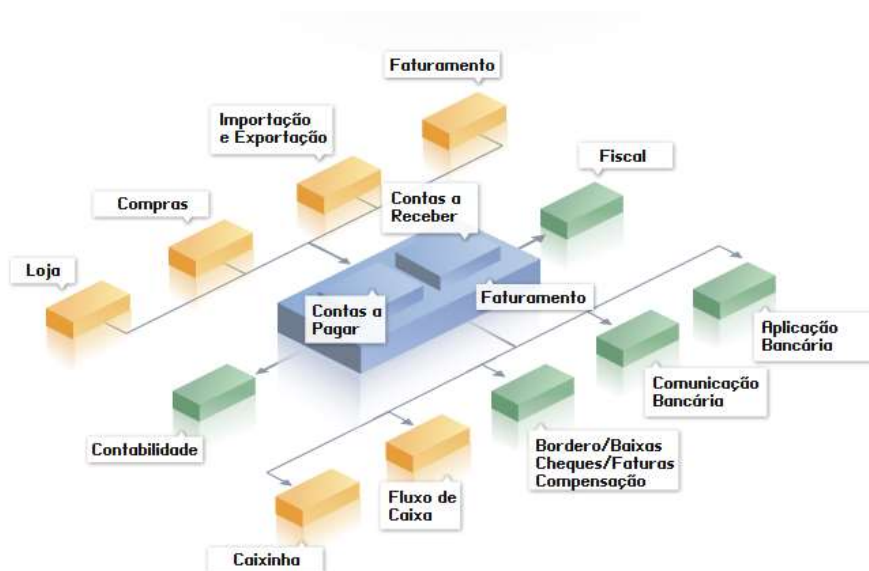 Faturamento
Importação
e Exportação
Fiscal
Contas a
Receber
Compras
Loja
Contas a
Pagar
Faturamento
Aplicação
Bancária
Comunicação
Bancária
Contabilidade
Bordero/Baixas
Cheques/Faturas
Compensação
Fluxo de
Caixa
Caixinha